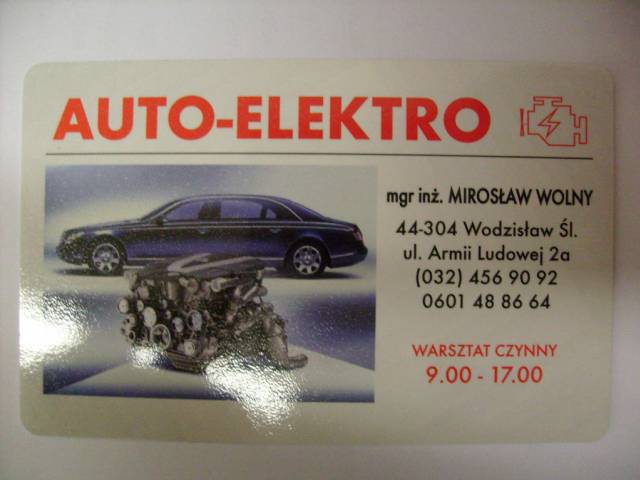 AUTO-ELEKTRO
mgr inż. MIROSŁAW WOLNY
44-304 Wodzisław Śl.
ul. Armii Ludowej 2a
(032) 456 90 92
0601 48 86 64
WARSZTAT CZYNNY
9.00 - 17.00